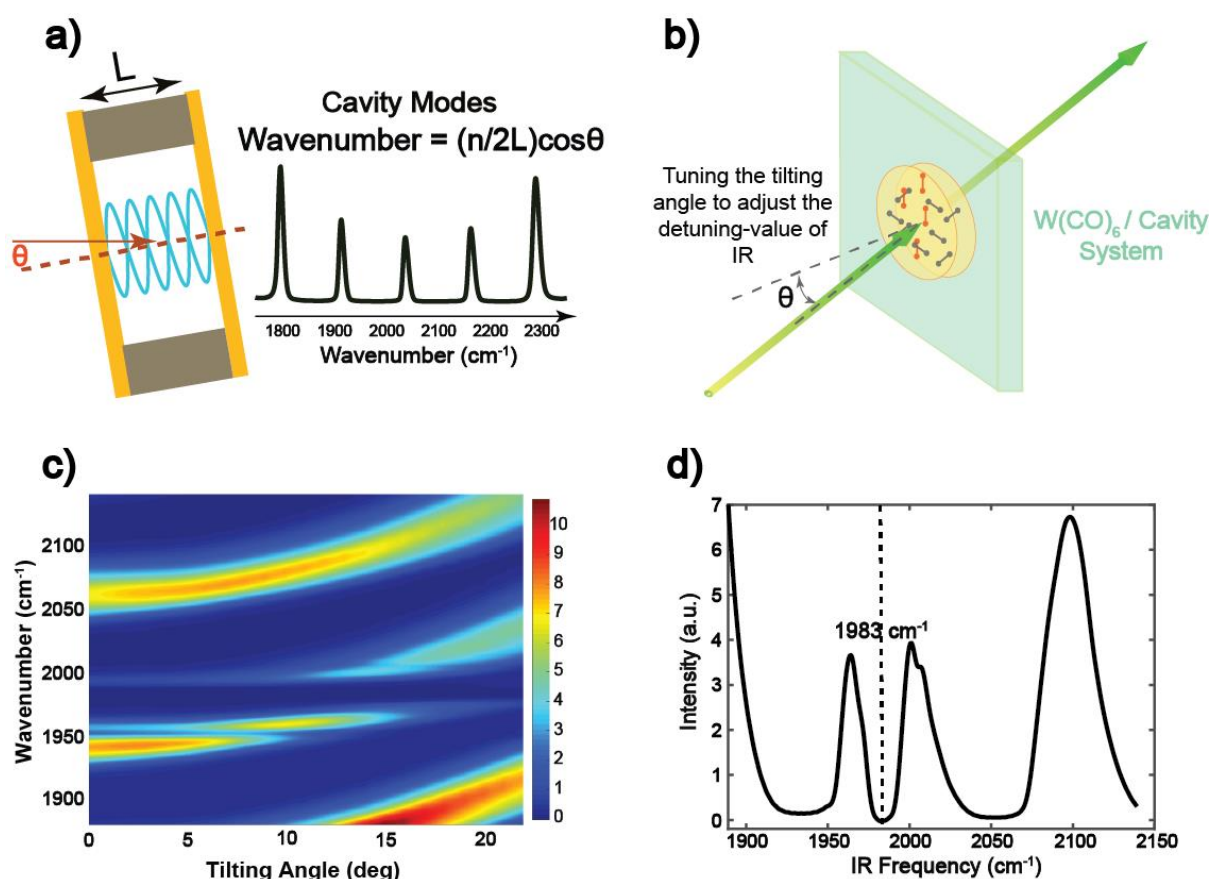 a)
L
Cavity Modes
Wavenumber = (n/2L)cosθ
θ
1800 1900 2000 2100 2200 2300
Wavenumber (cm⁻¹)
b)
Tuning the tilting
angle to adjust the
detuning-value of
IR
θ
W(CO)₆ / Cavity
System
c)
2100
2050
2000
1950
1900
Wavenumber (cm⁻¹)
0 5 10 15 20
Tilting Angle (deg)
10
9
8
7
6
5
4
3
2
1
0
d)
7
6
5
4
3
2
1
0
Intensity (a.u.)
1983 cm⁻¹
1900 1950 2000 2050 2100 2150
IR Frequency (cm⁻¹)